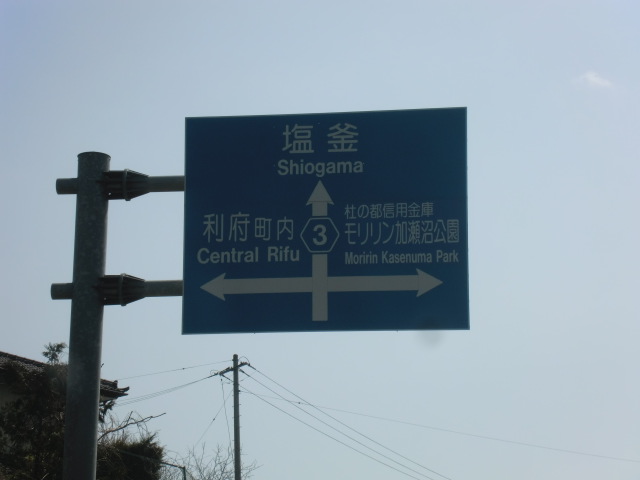 塩釜
Shiogama
利府町内
Central Rifu
3
杜の都信用金庫
モリリン加瀬沼公園
Moririn Kasenuma Park